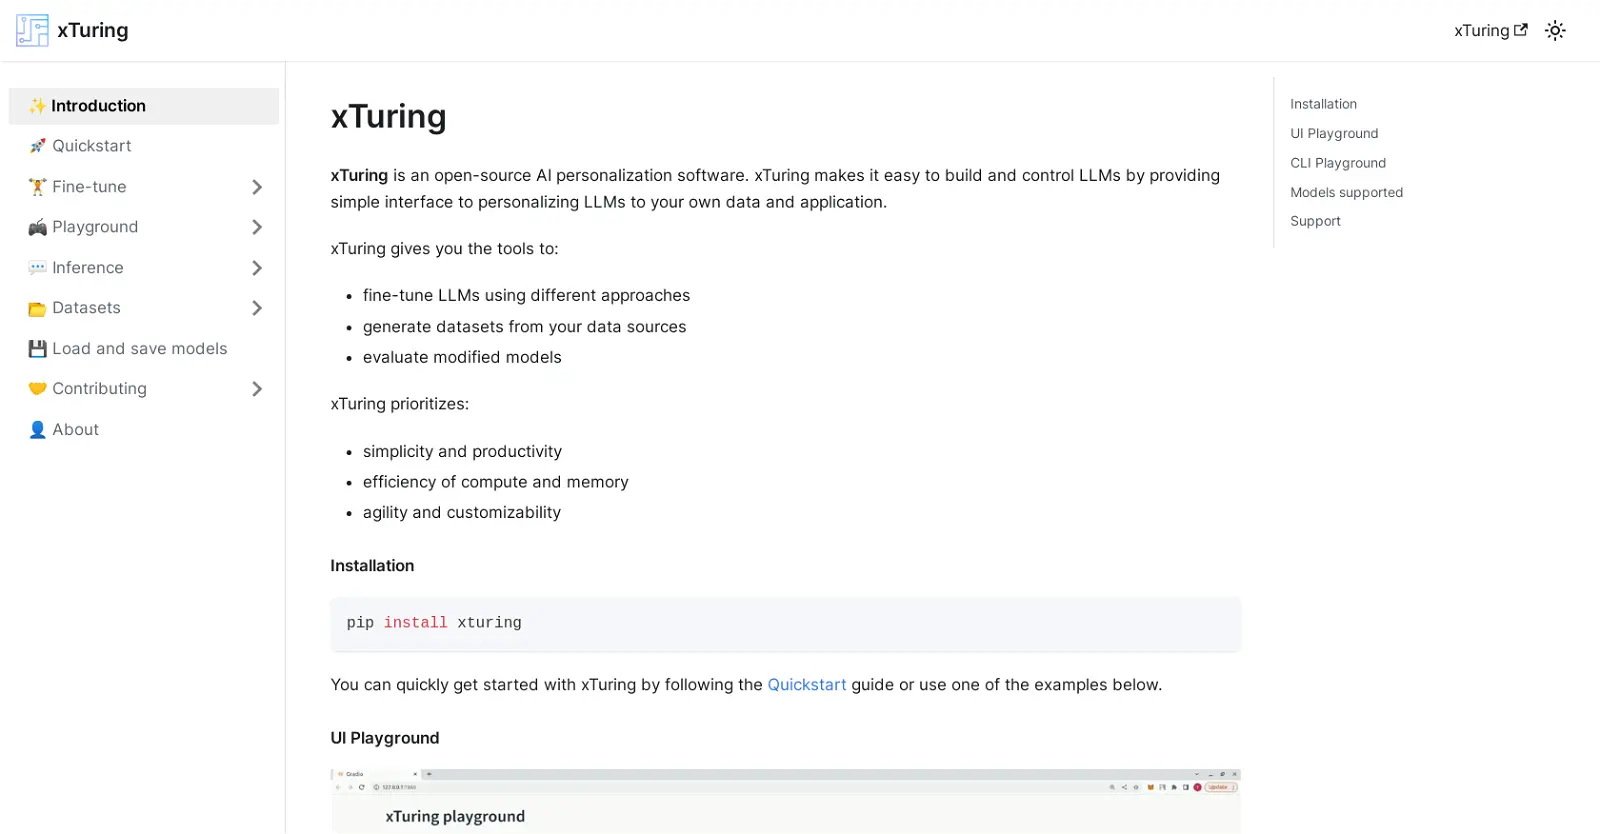 xTuring
xTuring
Introduction
Quickstart
Fine-tune
Playground
Inference
Datasets
Load and save models
Contributing
About
xTuring
xTuring is an open-source AI personalization software. xTuring makes it easy to build and control LLMs by providing
simple interface to personalizing LLMs to your own data and application.
xTuring gives you the tools to:
• fine-tune LLMs using different approaches
• generate datasets from your data sources
• evaluate modified models
xTuring prioritizes:
• simplicity and productivity
• efficiency of compute and memory
• agility and customizability
Installation
pip install xturing
You can quickly get started with xTuring by following the Quickstart guide or use one of the examples below.
UI Playground
Gradio
Update
xTuring playground
Installation
UI Playground
CLI Playground
Models supported
Support